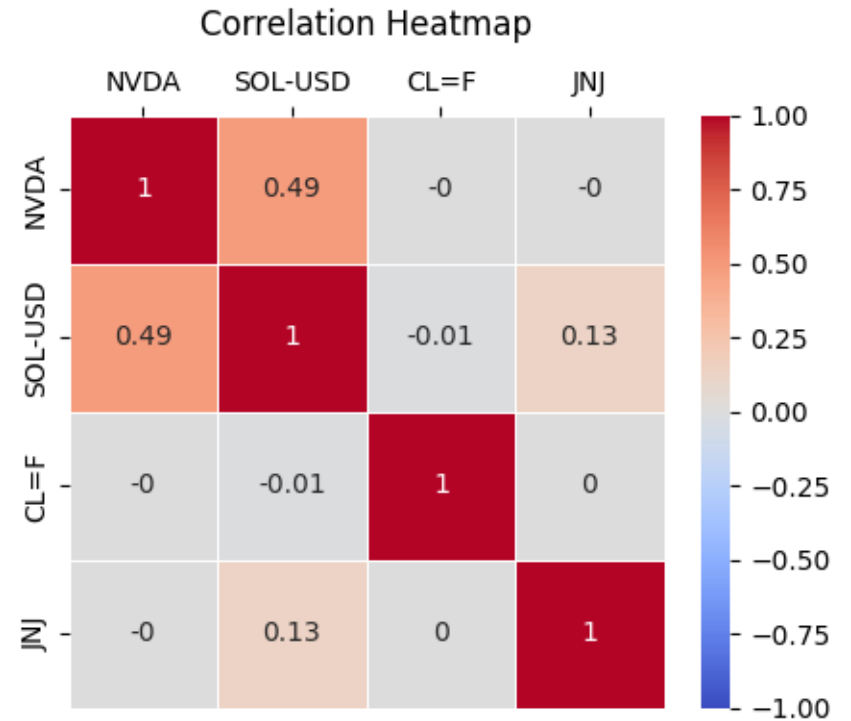 Correlation Heatmap
NVDA SOL-USD CL=F JNJ
NVDA 1 0.49 -0 -0
SOL-USD 0.49 1 -0.01 0.13
CL=F -0 -0.01 1 0
JNJ -0 0.13 0 1
1.00
0.75
0.50
0.25
0.00
−0.25
−0.50
−0.75
−1.00